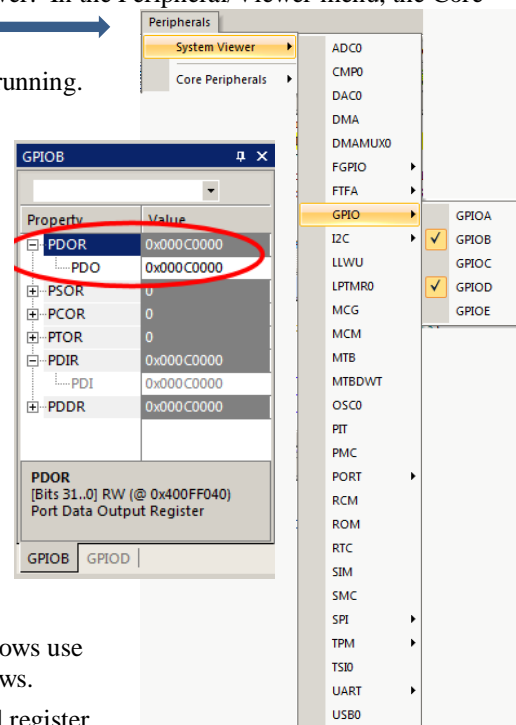 ver. In the Peripheral/Viewer menu, the Core
running.
Peripherals
System Viewer
Core Peripherals
ADC0
CMP0
DAC0
DMA
DMAMUX0
FGPIO
FTFA
GPIO
I2C
LLWU
LPTMR0
MCG
MCM
MTB
MTBDWT
OSC0
PIT
PMC
PORT
RCM
ROM
RTC
SIM
SMC
SPI
TPM
TSI0
UART
USB0
GPIOA
GPIOB
GPIOC
GPIOD
GPIOE
GPIOB
Property Value
PDOR 0x000C0000
PDO 0x000C0000
PSOR 0
PCOR 0
PTOR 0
PDIR 0x000C0000
PDI 0x000C0000
PDDR 0x000C0000
PDOR
[Bits 31..0] RW (@ 0x400FF040)
Port Data Output Register
GPIOB GPIOD
ows use
ws.
register